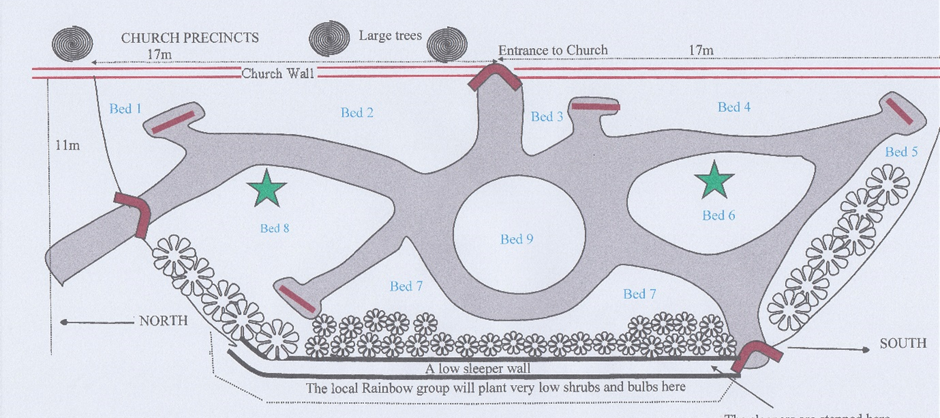 CHURCH PRECINCTS
17m
Large trees
Entrance to Church
17m
Church Wall
Bed 1
Bed 2
Bed 3
Bed 4
11m
Bed 5
Bed 6
Bed 8
Bed 9
Bed 7
Bed 7
NORTH
SOUTH
A low sleeper wall
The local Rainbow group will plant very low shrubs and bulbs here